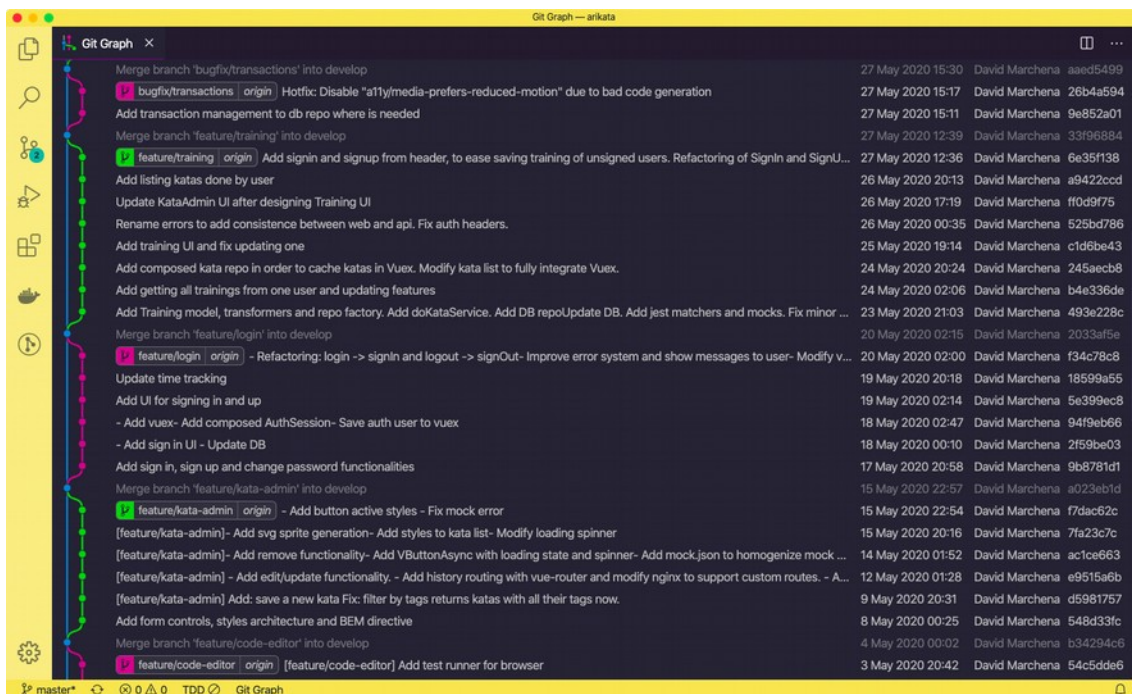 Git Graph — arikata
Git Graph
Merge branch 'bugfix/transactions' into develop 27 May 2020 15:30 David Marchena aaed5499
bugfix/transactions origin Hotfix: Disable "a11y/media-prefers-reduced-motion" due to bad code generation 27 May 2020 15:17 David Marchena 26b4a594
Add transaction management to db repo where is needed 27 May 2020 15:11 David Marchena 9e852a01
Merge branch 'feature/training' into develop 27 May 2020 12:39 David Marchena 33f96884
feature/training origin Add signin and signup from header, to ease saving training of unsigned users. Refactoring of SignIn and SignU... 27 May 2020 12:36 David Marchena 6e35f138
Add listing katas done by user 26 May 2020 20:13 David Marchena a9422ccd
Update KataAdmin UI after designing Training UI 26 May 2020 17:19 David Marchena ff0d9f75
Rename errors to add consistence between web and api. Fix auth headers. 26 May 2020 00:35 David Marchena 525bd786
Add training UI and fix updating one 25 May 2020 19:14 David Marchena c1d6be43
Add composed kata repo in order to cache katas in Vuex. Modify kata list to fully integrate Vuex. 24 May 2020 20:24 David Marchena 245aecb8
Add getting all trainings from one user and updating features 24 May 2020 02:06 David Marchena b4e336de
Add Training model, transformers and repo factory. Add doKataService. Add DB repoUpdate DB. Add jest matchers and mocks. Fix minor ... 23 May 2020 21:03 David Marchena 493e228c
Merge branch 'feature/login' into develop 20 May 2020 02:15 David Marchena 2033af5e
feature/login origin - Refactoring: login -> signIn and logout -> signOut- Improve error system and show messages to user- Modify v... 20 May 2020 02:00 David Marchena f34c78c8
Update time tracking 19 May 2020 20:18 David Marchena 18599a55
Add UI for signing in and up 19 May 2020 02:14 David Marchena 5e399ec8
- Add vuex- Add composed AuthSession- Save auth user to vuex 18 May 2020 02:47 David Marchena 94f9eb66
- Add sign in UI - Update DB 18 May 2020 00:10 David Marchena 2f59be03
Add sign in, sign up and change password functionalities 17 May 2020 20:58 David Marchena 9b8781d1
Merge branch 'feature/kata-admin' into develop 15 May 2020 22:57 David Marchena a023eb1d
feature/kata-admin origin - Add button active styles - Fix mock error 15 May 2020 22:54 David Marchena f7dac62c
[feature/kata-admin]- Add svg sprite generation- Add styles to kata list- Modify loading spinner 15 May 2020 20:16 David Marchena 7fa23c7c
[feature/kata-admin]- Add remove functionality- Add VButtonAsync with loading state and spinner- Add mock.json to homogenize mock ... 14 May 2020 01:52 David Marchena ac1ce663
[feature/kata-admin] - Add edit/update functionality. - Add history routing with vue-router and modify nginx to support custom routes. - A... 12 May 2020 01:28 David Marchena e9515a6b
[feature/kata-admin] Add: save a new kata Fix: filter by tags returns katas with all their tags now. 9 May 2020 20:31 David Marchena d5981757
Add form controls, styles architecture and BEM directive 8 May 2020 00:25 David Marchena 548d33fc
Merge branch 'feature/code-editor' into develop 4 May 2020 00:02 David Marchena b34294c6
feature/code-editor origin [feature/code-editor] Add test runner for browser 3 May 2020 20:42 David Marchena 54c5dde6
2
master* 0 0 TDD Git Graph